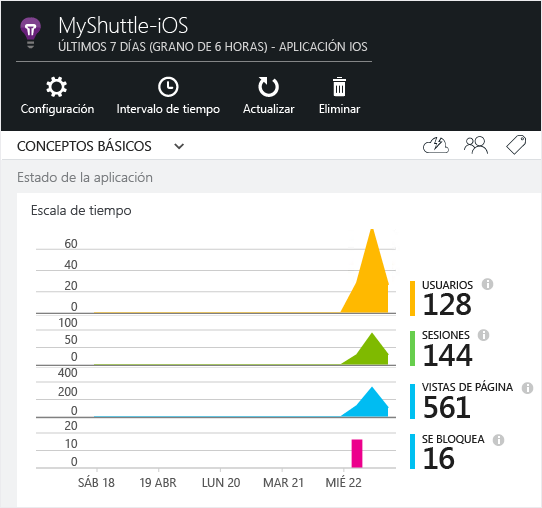 MyShuttle-iOS
ÚLTIMOS 7 DÍAS (GRANO DE 6 HORAS) - APLICACIÓN IOS
Configuración Intervalo de tiempo Actualizar Eliminar
CONCEPTOS BÁSICOS
Estado de la aplicación
Escala de tiempo
60
40
20
0
USUARIOS
128
100
50
0
SESIONES
144
400
200
0
VISTAS DE PÁGINA
561
20
10
0
SE BLOQUEA
16
SÁB 18 19 ABR LUN 20 MAR 21 MIÉ 22